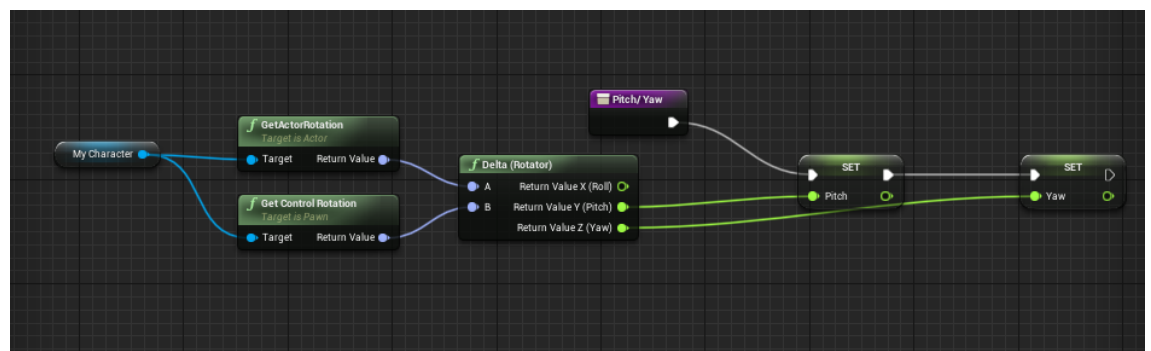 Pitch/ Yaw
GetActorRotation
Target is Actor
Target Return Value
My Character
Delta (Rotator)
A Return Value X (Roll)
B Return Value Y (Pitch)
Return Value Z (Yaw)
Get Control Rotation
Target is Pawn
Target Return Value
SET
Pitch
SET
Yaw